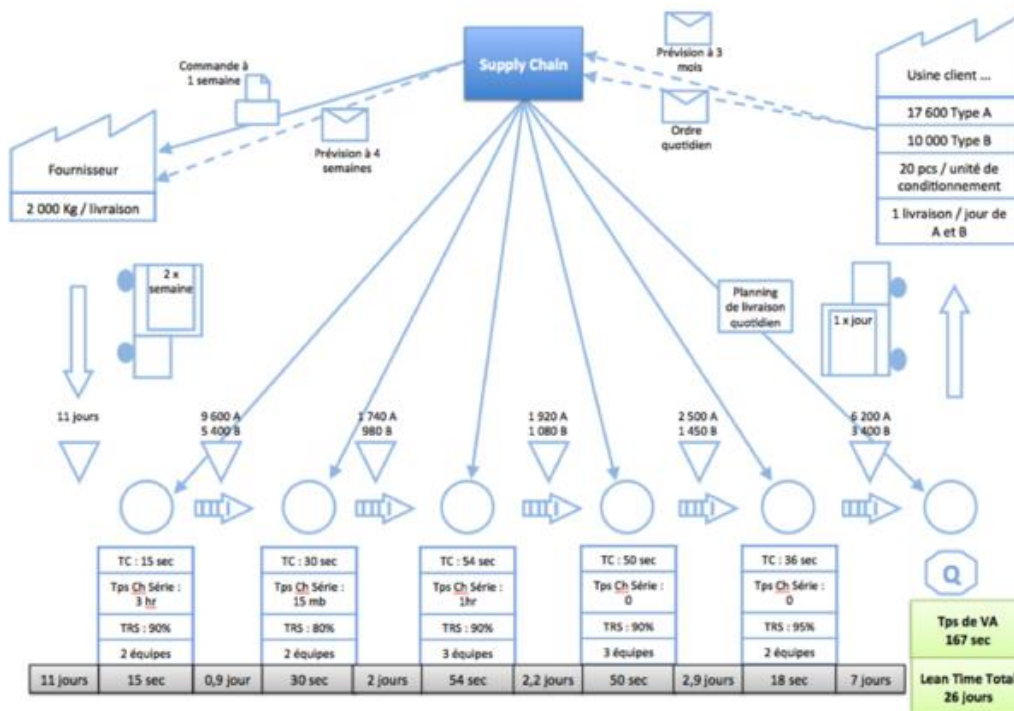 Supply Chain
Commande à
1 semaine
Prévision à 4
semaines
Prévision à 3
mois
Ordre
quotidien
Fournisseur
2 000 Kg / livraison
Usine client ...
17 600 Type A
10 000 Type B
20 pcs / unité de
conditionnement
1 livraison / jour de
A et B
2 x
semaine
Planning
de livraison
quotidien
1 x jour
11 jours
9 600 A
5 400 B
1 740 A
980 B
1 920 A
1 080 B
2 500 A
1 450 B
6 200 A
3 400 B
TC : 15 sec
Tps Ch Série :
3 hr
TRS : 90%
2 équipes
TC : 30 sec
Tps Ch Série :
15 mb
TRS : 80%
2 équipes
TC : 54 sec
Tps Ch Série :
1hr
TRS : 90%
3 équipes
TC : 50 sec
Tps Ch Série :
0
TRS : 90%
3 équipes
TC : 36 sec
Tps Ch Série :
0
TRS : 95%
2 équipes
Q
Tps de VA
167 sec
11 jours
15 sec
0,9 jour
30 sec
2 jours
54 sec
2,2 jours
50 sec
2,9 jours
18 sec
7 jours
Lean Time Total
26 jours